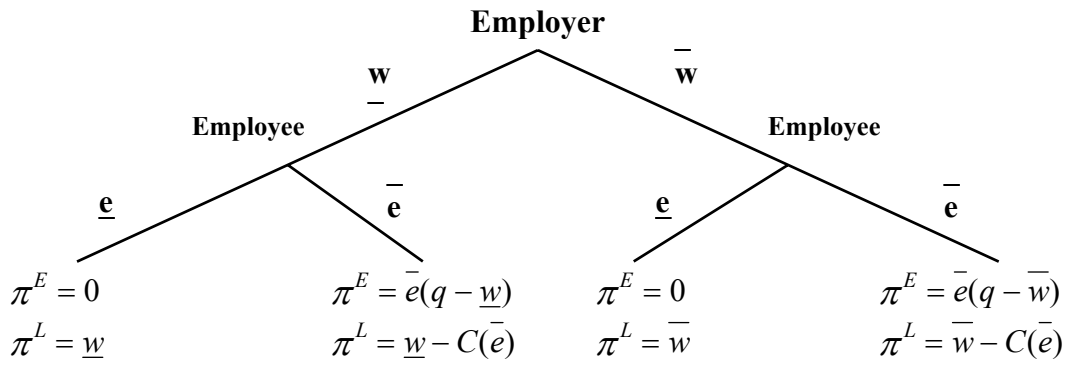 Employer
w̲ w̅
Employee Employee
e̲ e̅ e̲ e̅
π^E = 0 π^E = e̅(q - w̲) π^E = 0 π^E = e̅(q - w̅)
π^L = w̲ π^L = w̲ - C(e̅) π^L = w̅ π^L = w̅ - C(e̅)